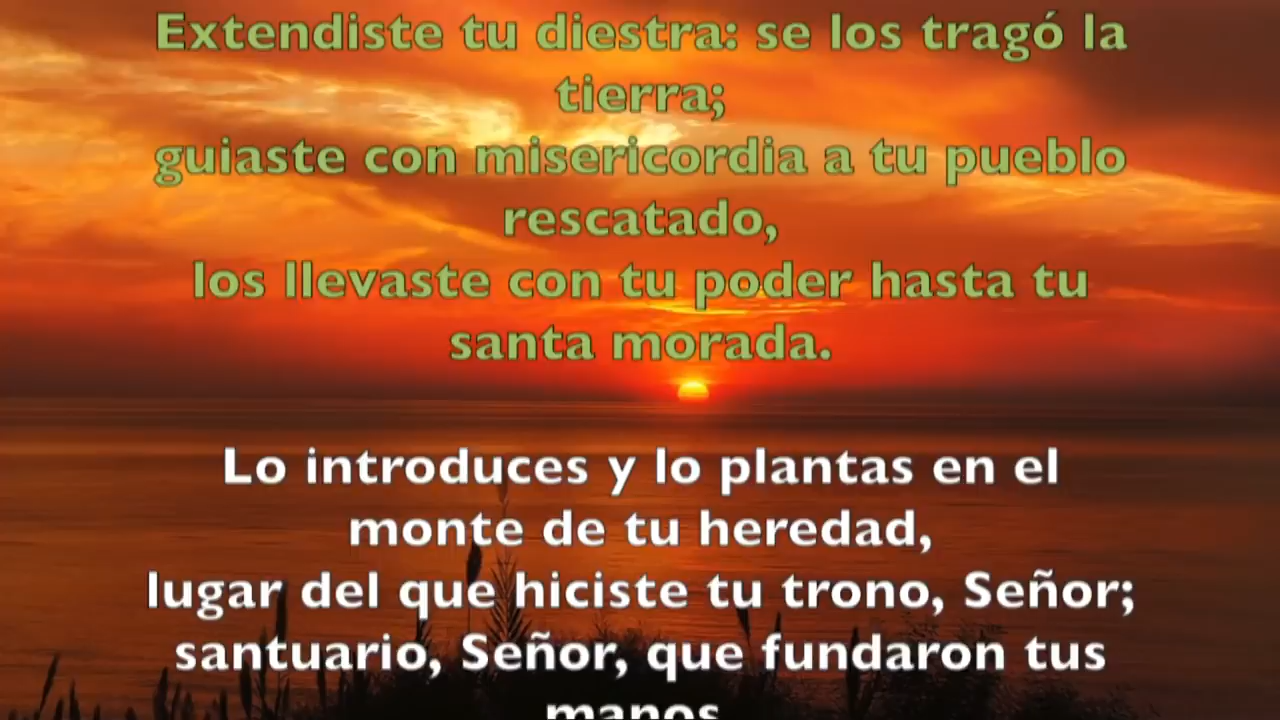 Extendiste tu diestra: se los tragó la
tierra;
guiaste con misericordia a tu pueblo
rescatado,
los llevaste con tu poder hasta tu
santa morada.
Lo introduces y lo plantas en el
monte de tu heredad,
lugar del que hiciste tu trono, Señor;
santuario, Señor, que fundaron tus
manos